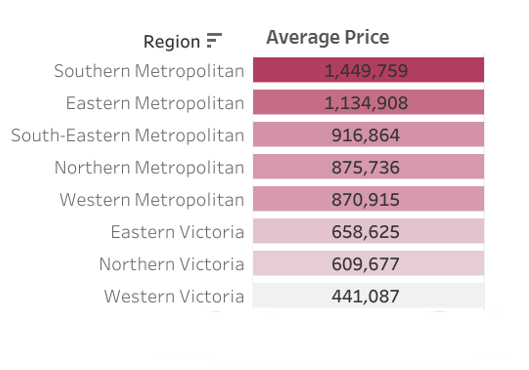 Region Average Price
Southern Metropolitan 1,449,759
Eastern Metropolitan 1,134,908
South-Eastern Metropolitan 916,864
Northern Metropolitan 875,736
Western Metropolitan 870,915
Eastern Victoria 658,625
Northern Victoria 609,677
Western Victoria 441,087